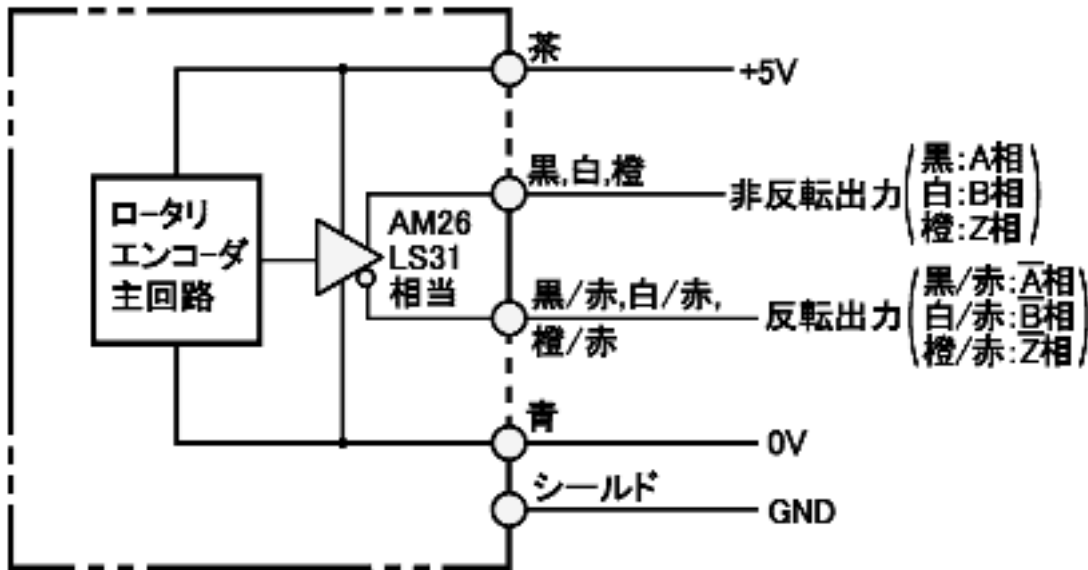 茶
+5V
黒,白,橙
非反転出力
黒:A相
白:B相
橙:Z相
ロータリ
エンコーダ
主回路
AM26
LS31
相当
黒/赤,白/赤,
橙/赤
反転出力
黒/赤:A̅相
白/赤:B̅相
橙/赤:Z̅相
青
0V
シールド
GND